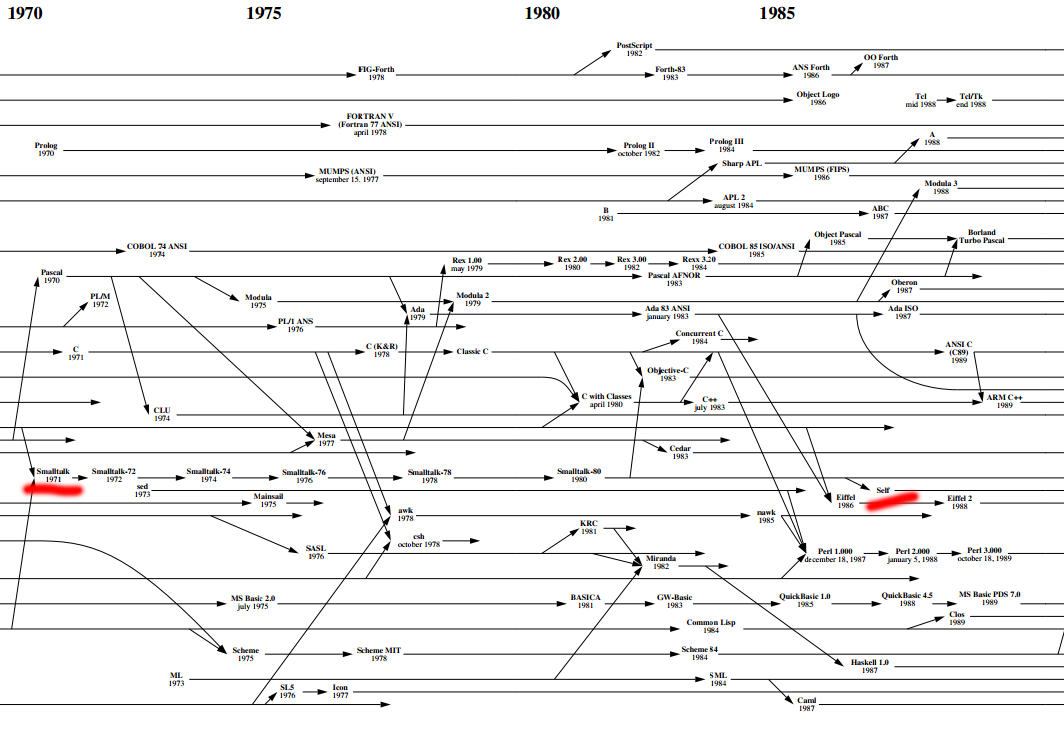 1970 1975 1980 1985
PostScript
1982
OO Forth
1987
FIG-Forth
1978
Forth-83
1983
ANS Forth
1986
Object Logo
1986
Tcl
mid 1988
Tcl/Tk
end 1988
FORTRAN V
(Fortran 77 ANSI)
april 1978
A
1988
Prolog
1970
Prolog II
october 1982
Prolog III
1984
Sharp APL
MUMPS (ANSI)
september 15, 1977
MUMPS (FIPS)
1986
Modula 3
1988
APL 2
august 1984
B
1981
ABC
1987
Object Pascal
1985
Borland
Turbo Pascal
COBOL 74 ANSI
1974
COBOL 85 ISO/ANSI
1985
Rex 1.00
may 1979
Rex 2.00
1980
Rex 3.00
1982
Rexx 3.20
1984
Pascal
1970
Pascal AFNOR
1983
Oberon
1987
PL/M
1972
Modula
1975
Modula 2
1979
Ada
1979
Ada 83 ANSI
january 1983
Ada ISO
1987
PL/1 ANS
1976
Concurrent C
1984
C
1971
C (K&R)
1978
Classic C
ANSI C
(C89)
1989
Objective-C
1983
C with Classes
april 1980
C++
july 1983
ARM C++
1989
CLU
1974
Mesa
1977
Cedar
1983
Smalltalk
1971
Smalltalk-72
1972
Smalltalk-74
1974
Smalltalk-76
1976
Smalltalk-78
1978
Smalltalk-80
1980
sed
1973
Self
Mainsail
1975
Eiffel
1986
Eiffel 2
1988
awk
1978
nawk
1985
KRC
1981
csh
october 1978
SASL
1976
Miranda
1982
Perl 1.000
december 18, 1987
Perl 2.000
january 5, 1988
Perl 3.000
october 18, 1989
MS Basic 2.0
july 1975
BASICA
1981
GW-Basic
1983
QuickBasic 1.0
1985
QuickBasic 4.5
1988
MS Basic PDS 7.0
1989
Clos
1989
Common Lisp
1984
Scheme
1975
Scheme MIT
1978
Scheme 84
1984
Haskell 1.0
1987
ML
1973
SML
1984
SL5
1976
Icon
1977
Caml
1987